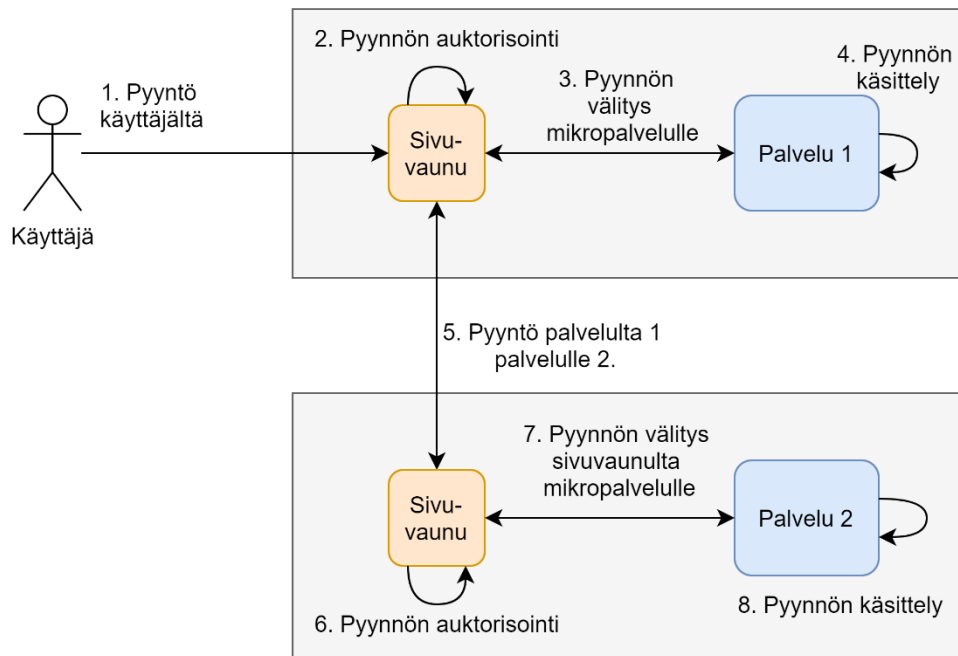 2. Pyynnön auktorisointi
4. Pyynnön
käsittely
1. Pyyntö
käyttäjältä
3. Pyynnön
välitys
mikropalvelulle
Sivu-
vaunu
Palvelu 1
Käyttäjä
5. Pyyntö palvelulta 1
palvelulle 2.
7. Pyynnön välitys
sivuvaunulta
mikropalvelulle
Sivu-
vaunu
Palvelu 2
6. Pyynnön auktorisointi
8. Pyynnön käsittely